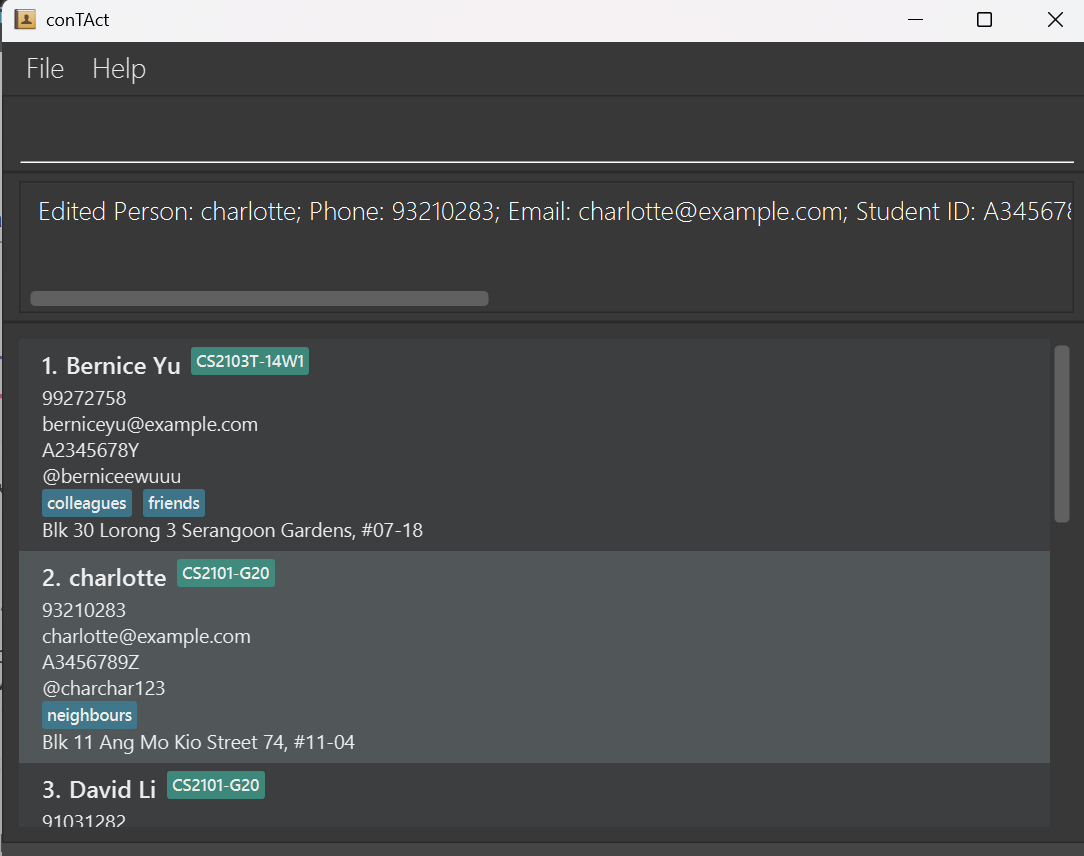 conTAct
File Help
Edited Person: charlotte; Phone: 93210283; Email: charlotte@example.com; Student ID: A345678
1. Bernice Yu CS2103T-14W1
99272758
berniceyu@example.com
A2345678Y
@berniceewuuu
colleagues friends
Blk 30 Lorong 3 Serangoon Gardens, #07-18
2. charlotte CS2101-G20
93210283
charlotte@example.com
A3456789Z
@charchar123
neighbours
Blk 11 Ang Mo Kio Street 74, #11-04
3. David Li CS2101-G20
91031282